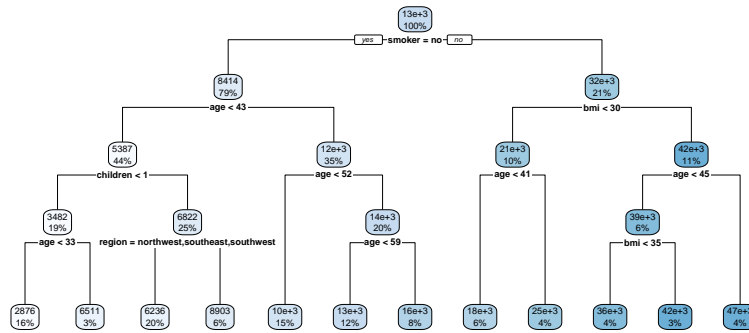 13e+3
100%
yes smoker = no no
8414
79%
32e+3
21%
age < 43
bmi < 30
5387
44%
12e+3
35%
21e+3
10%
42e+3
11%
children < 1
age < 52
age < 41
age < 45
3482
19%
6822
25%
14e+3
20%
39e+3
6%
age < 33
region = northwest,southeast,southwest
age < 59
bmi < 35
2876
16%
6511
3%
6236
20%
8903
6%
10e+3
15%
13e+3
12%
16e+3
8%
18e+3
6%
25e+3
4%
36e+3
4%
42e+3
3%
47e+
4%